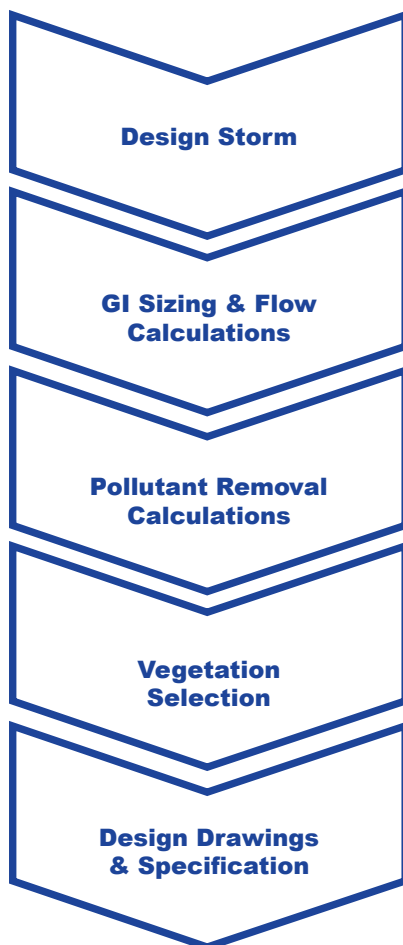 Design Storm
GI Sizing & Flow
Calculations
Pollutant Removal
Calculations
Vegetation
Selection
Design Drawings
& Specification